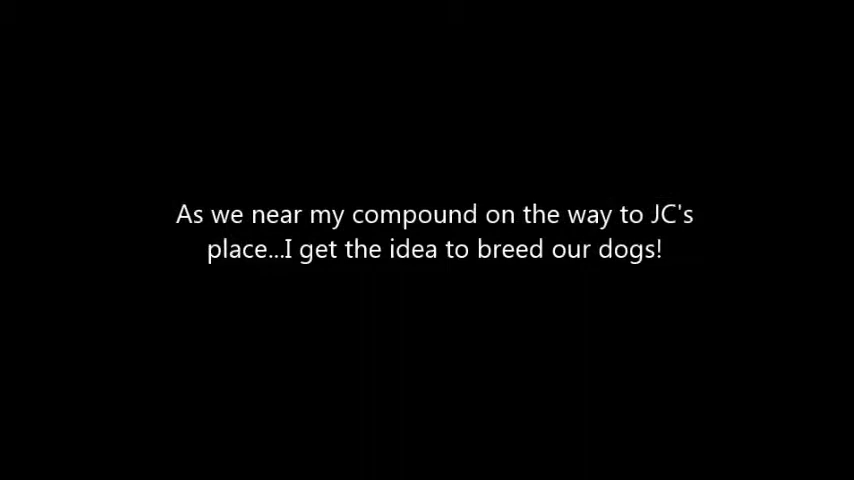 As we near my compound on the way to JC's
place...I get the idea to breed our dogs!